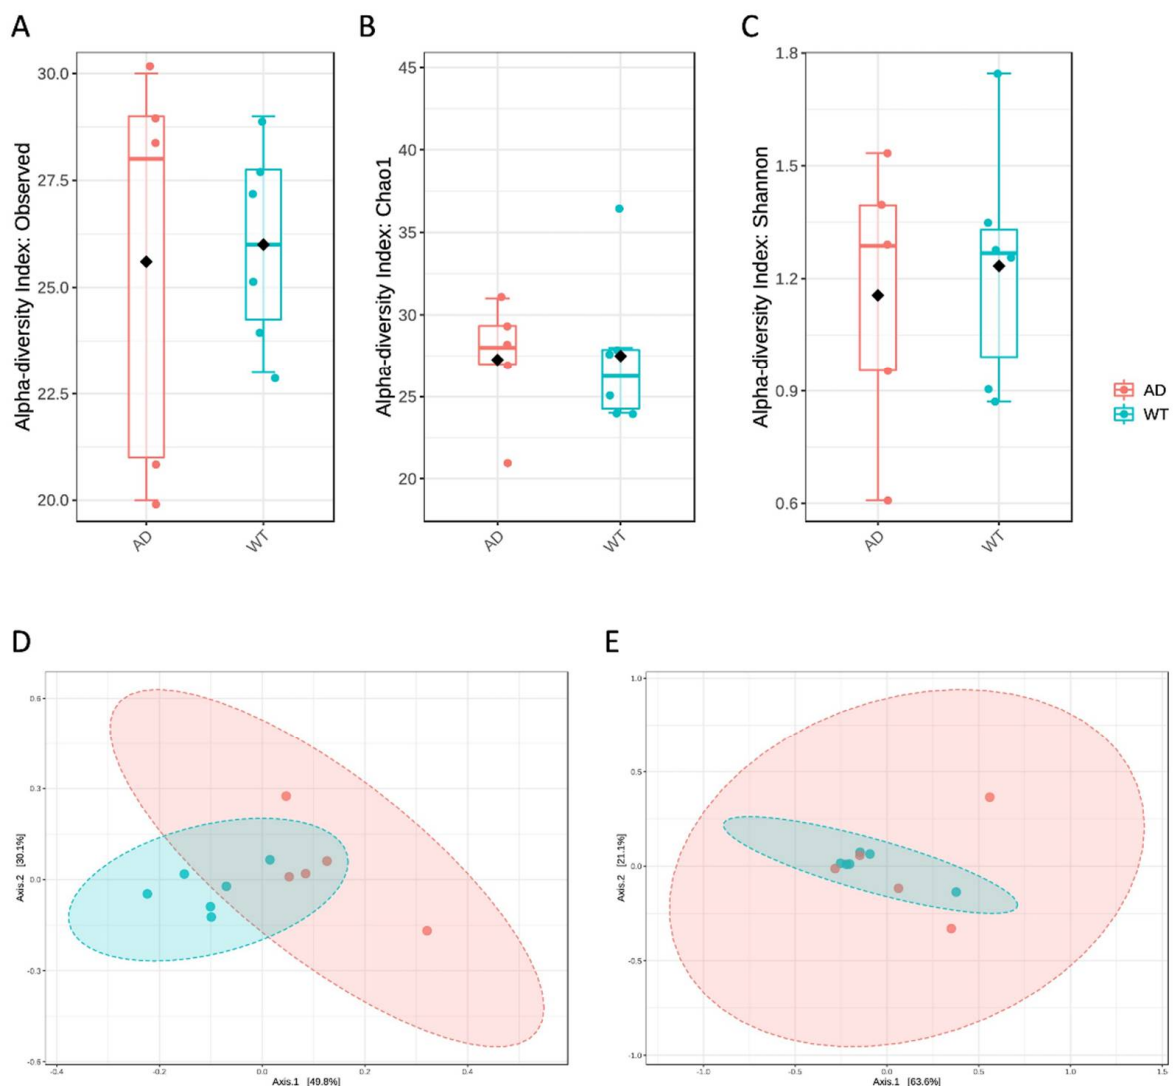 A
Alpha-diversity Index: Observed
30.0
27.5
25.0
22.5
20.0
AD
WT
B
Alpha-diversity Index: Chao1
45
40
35
30
25
20
AD
WT
C
Alpha-diversity Index: Shannon
1.8
1.5
1.2
0.9
0.6
AD
WT
AD
WT
D
Axis.2 [30.1%]
0.6
0.3
0.0
-0.3
-0.6
-0.4
-0.2
0.0
0.2
0.4
Axis.1 [49.8%]
E
Axis.2 [21.1%]
1.0
0.5
0.0
-0.5
-1.0
-1.0
-0.5
0.0
0.5
1.0
1.5
Axis.1 [63.6%]